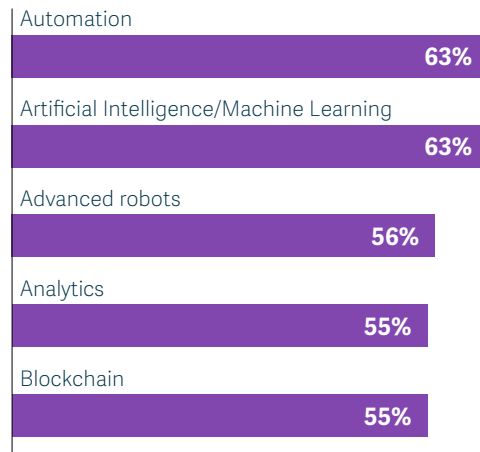 Automation
63%
Artificial Intelligence/Machine Learning
63%
Advanced robots
56%
Analytics
55%
Blockchain
55%